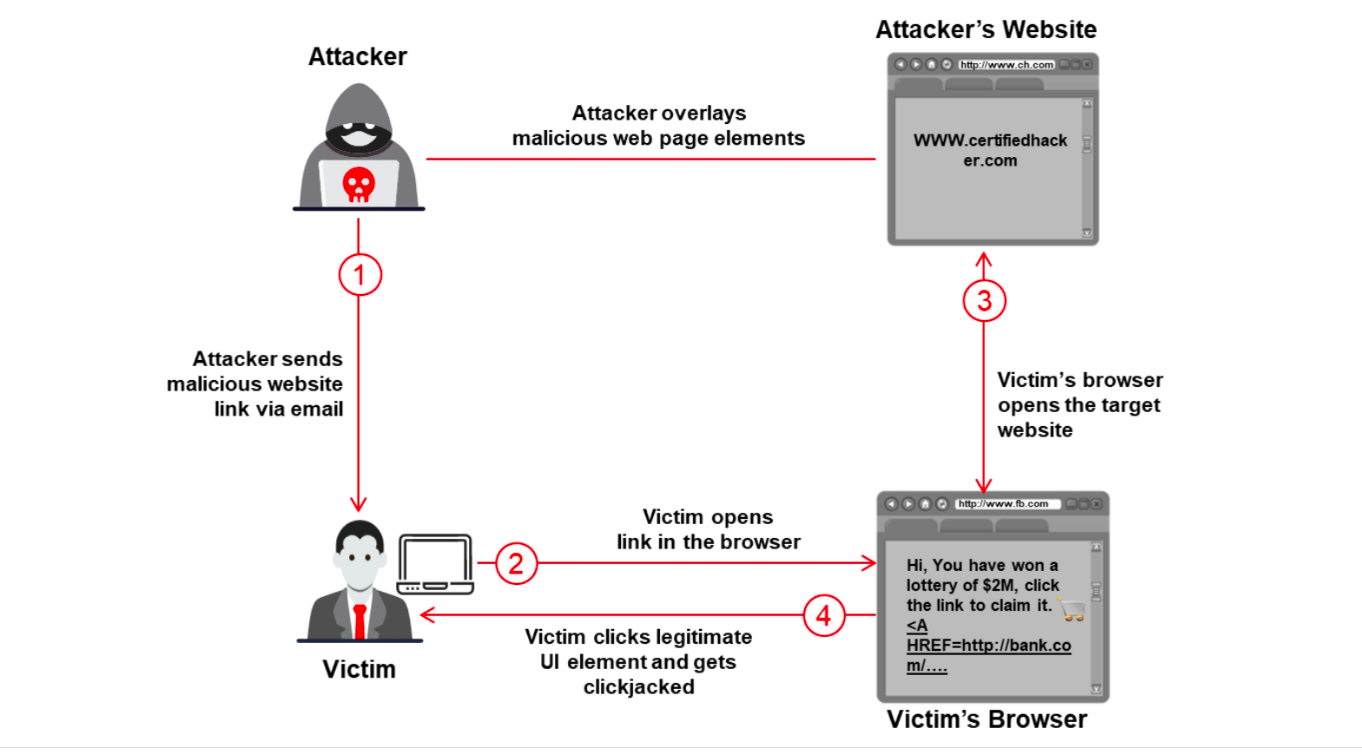 Attacker's Website
Attacker
http://www.ch.com
Attacker overlays
malicious web page elements
WWW.certifiedhack
er.com
1
3
Attacker sends
malicious website
link via email
Victim's browser
opens the target
website
http://www.fb.com
Victim opens
link in the browser
2
Hi, You have won a
lottery of $2M, click
the link to claim it.
<A
HREF=http://bank.co
m/....
4
Victim clicks legitimate
UI element and gets
clickjacked
Victim
Victim's Browser